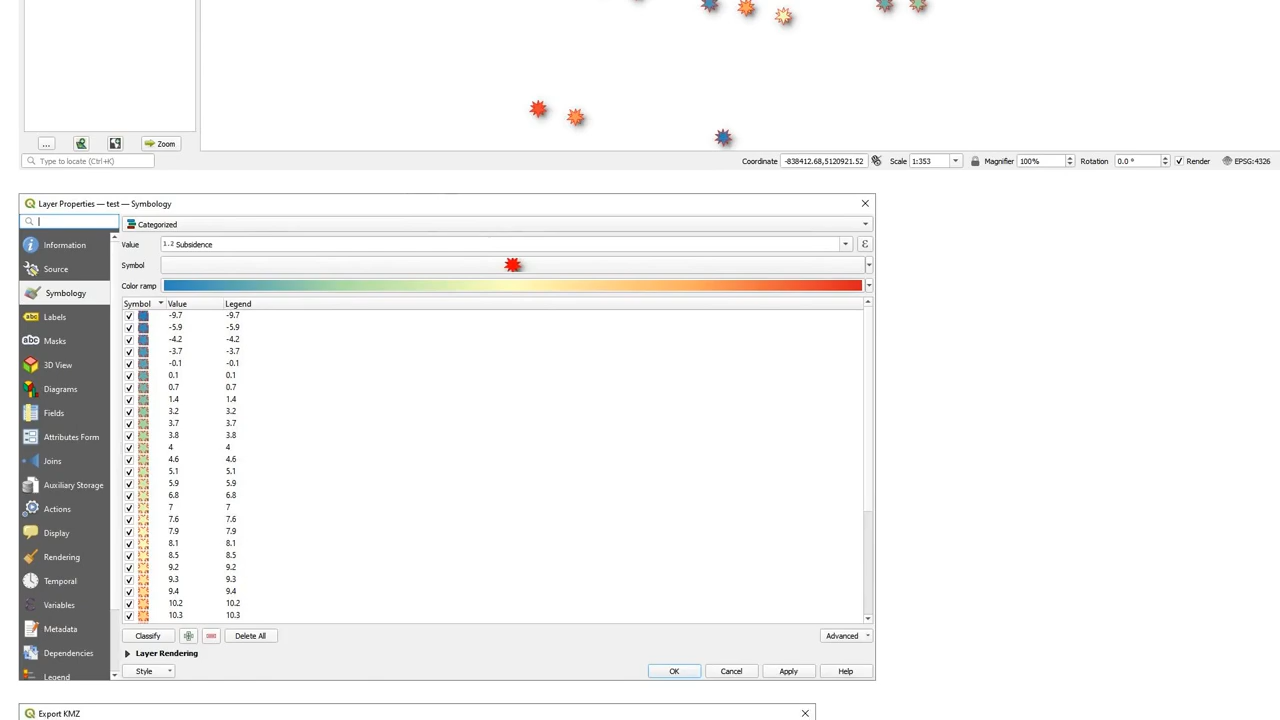 ...
Zoom
Type to locate (Ctrl+K)
Coordinate -838412.68,5120921.52 Scale 1:353 Magnifier 100% Rotation 0.0 ° Render EPSG:4326
Layer Properties — test — Symbology
Categorized
Information
Source
Symbology
Labels
Masks
3D View
Diagrams
Fields
Attributes Form
Joins
Auxiliary Storage
Actions
Display
Rendering
Temporal
Variables
Metadata
Dependencies
Legend
Value 1.2 Subsidence ε
Symbol
Color ramp
Symbol Value Legend
-9.7 -9.7
-5.9 -5.9
-4.2 -4.2
-3.7 -3.7
-0.1 -0.1
0.1 0.1
0.7 0.7
1.4 1.4
3.2 3.2
3.7 3.7
3.8 3.8
4 4
4.6 4.6
5.1 5.1
5.9 5.9
6.8 6.8
7 7
7.6 7.6
7.9 7.9
8.1 8.1
8.5 8.5
9.2 9.2
9.3 9.3
9.4 9.4
10.2 10.2
10.3 10.3
Classify Delete All Advanced
Layer Rendering
Style OK Cancel Apply Help
Export KMZ